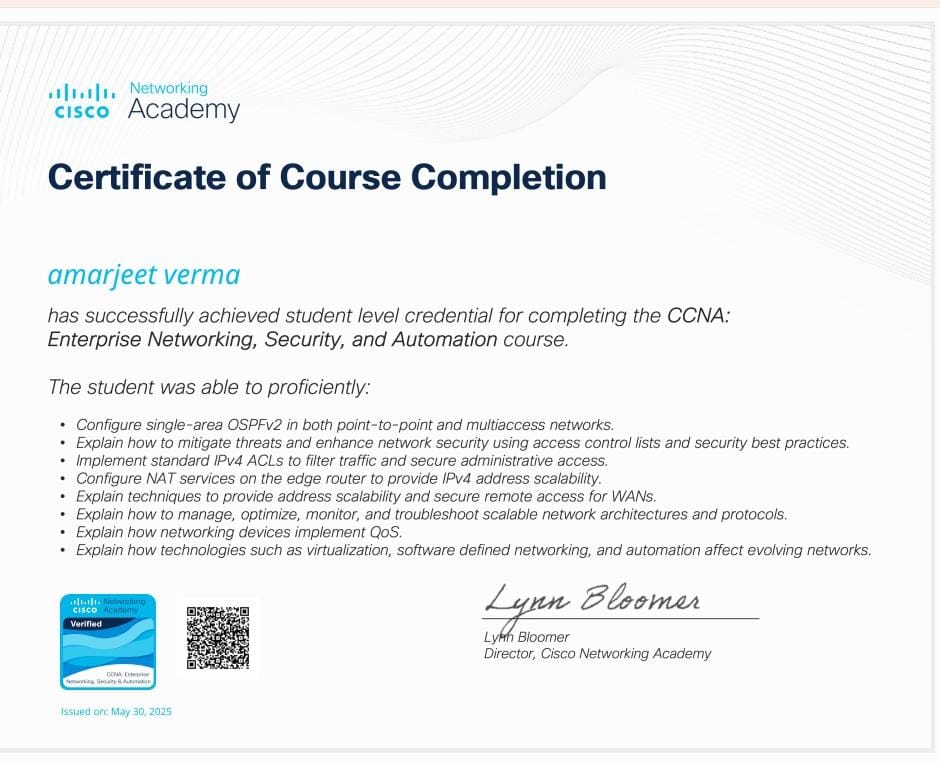 Networking
CISCO Academy
Certificate of Course Completion
amarjeet verma
has successfully achieved student level credential for completing the CCNA:
Enterprise Networking, Security, and Automation course.
The student was able to proficiently:
• Configure single-area OSPFv2 in both point-to-point and multiaccess networks.
• Explain how to mitigate threats and enhance network security using access control lists and security best practices.
• Implement standard IPv4 ACLs to filter traffic and secure administrative access.
• Configure NAT services on the edge router to provide IPv4 address scalability.
• Explain techniques to provide address scalability and secure remote access for WANs.
• Explain how to manage, optimize, monitor, and troubleshoot scalable network architectures and protocols.
• Explain how networking devices implement QoS.
• Explain how technologies such as virtualization, software defined networking, and automation affect evolving networks.
Networking
CISCO Academy
Verified
CCNA: Enterprise
Networking, Security & Automation
Lynn Bloomer
Lynn Bloomer
Director, Cisco Networking Academy
Issued on: May 30, 2025